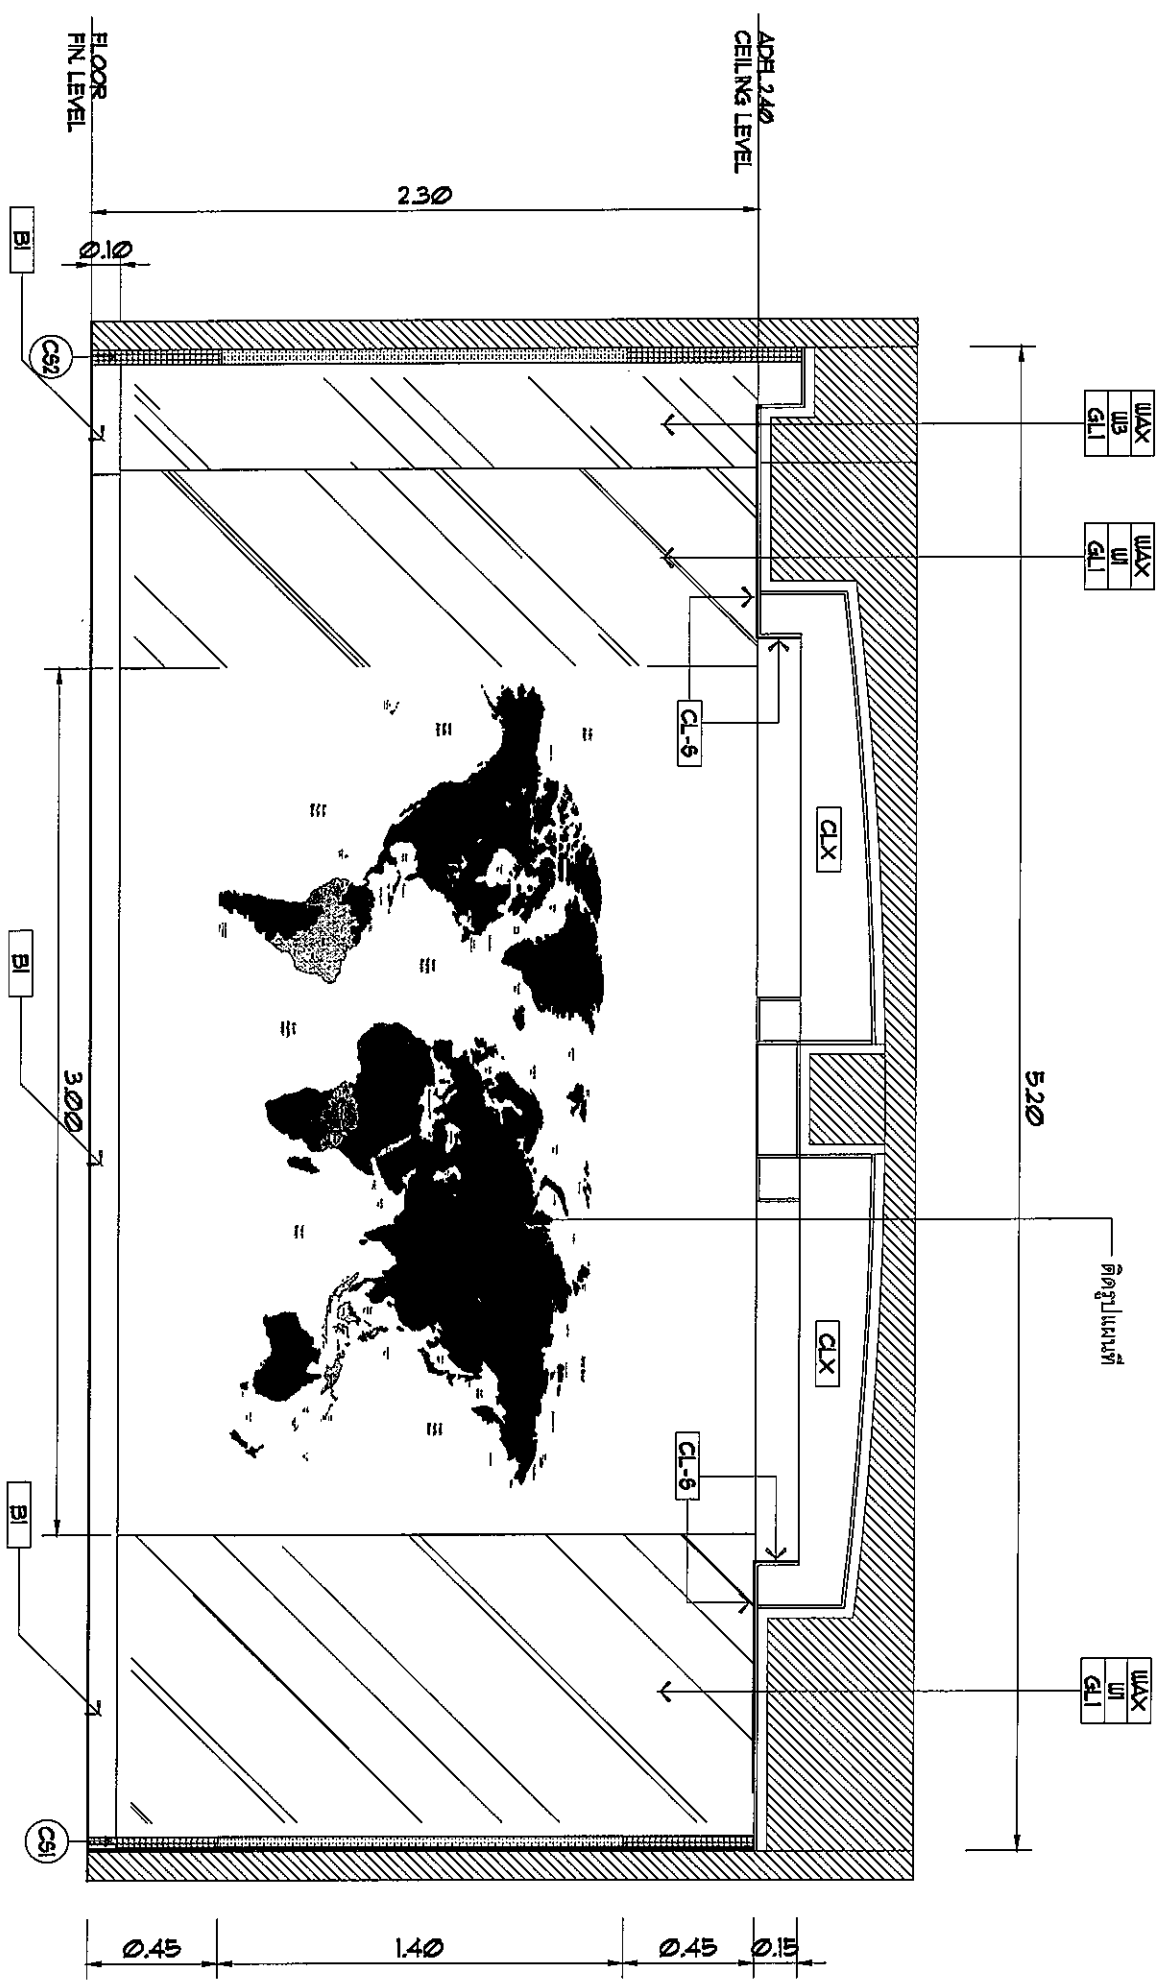 WAX
W3
GL1
WAX
W1
GL1
5.20
ติดรูปแผนที่
WAX
W1
GL1
ADFL 2.40
CEILING LEVEL
CLX
CLX
CL-6
CL-6
2.30
0.15
0.45
1.40
0.45
0.10
3.00
FLOOR
FIN. LEVEL
CS2
CS1
B1
B1
B1